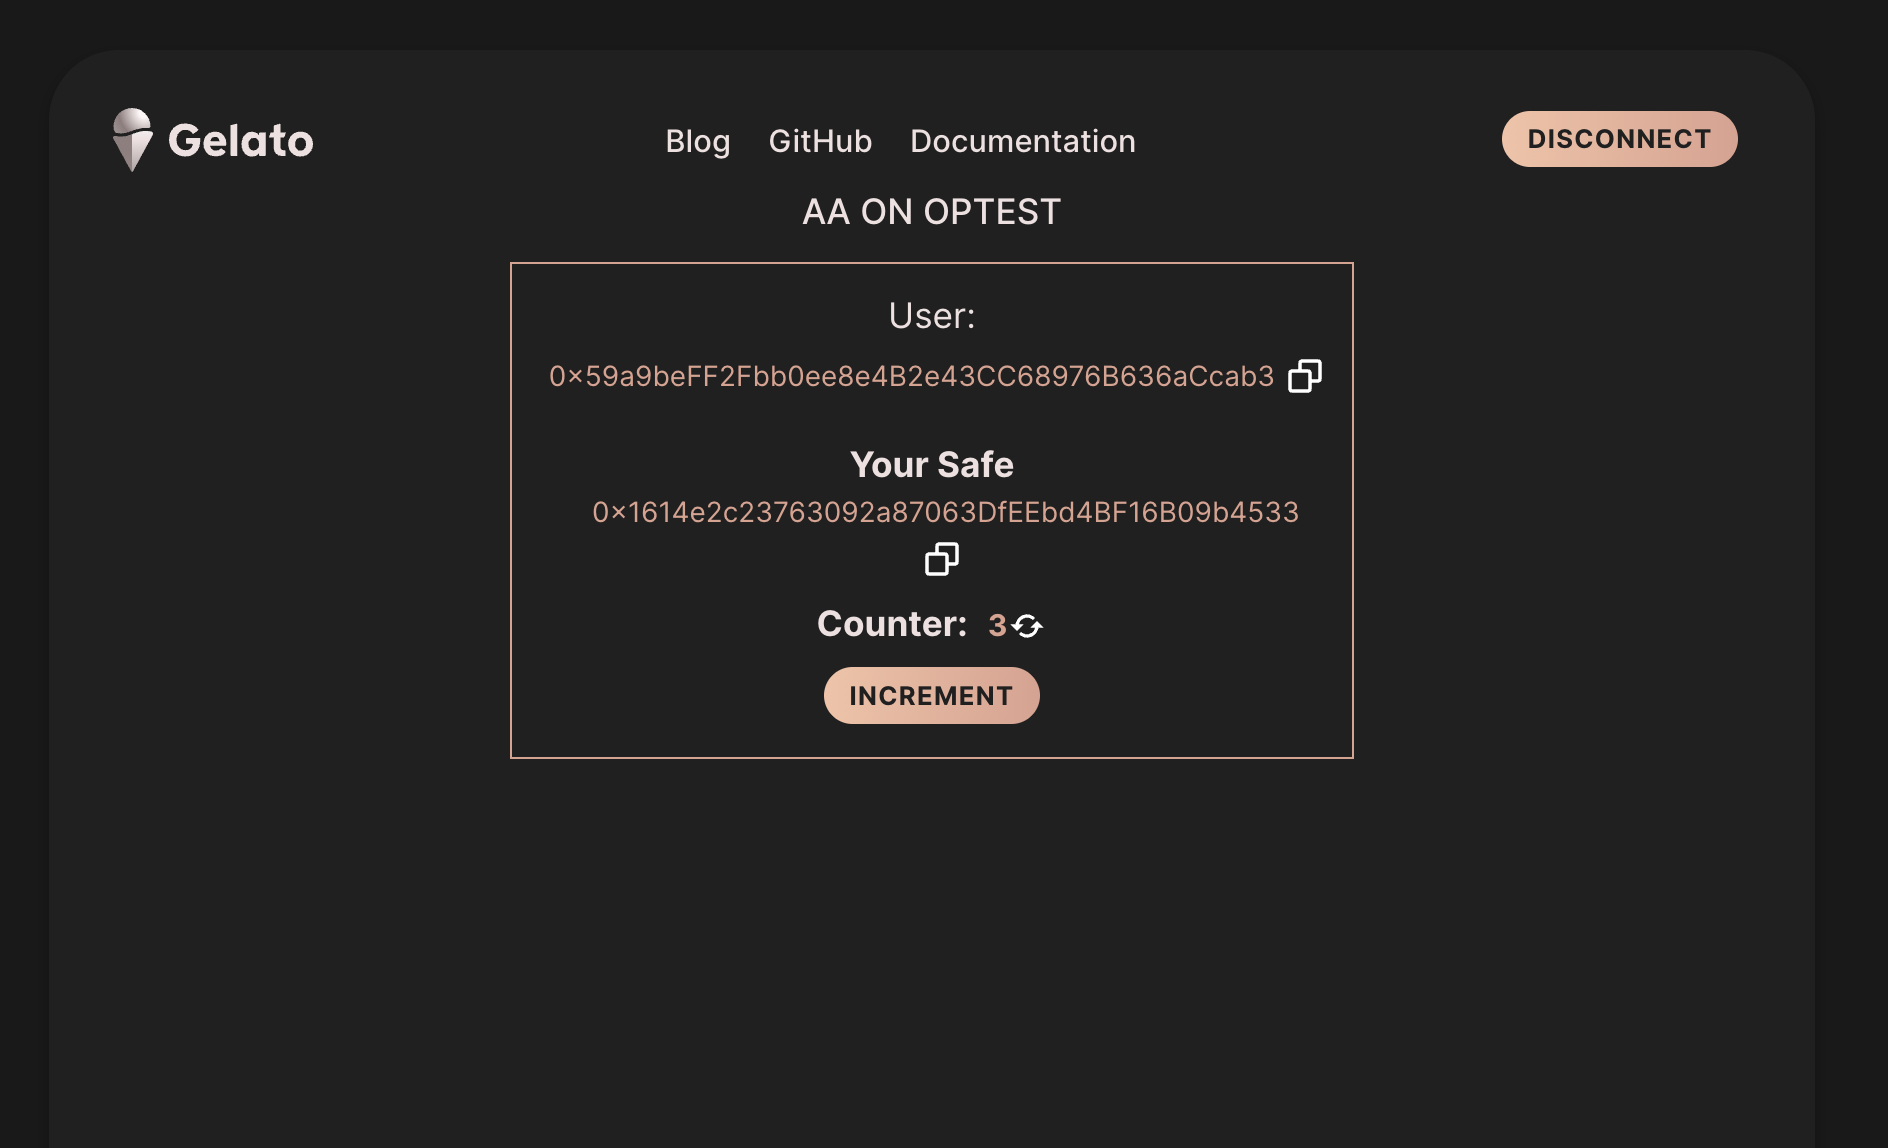 Gelato
Blog GitHub Documentation
DISCONNECT
AA ON OPTEST
User:
0x59a9beFF2Fbb0ee8e4B2e43CC68976B636aCcab3
Your Safe
0x1614e2c23763092a87063DfEEbd4BF16B09b4533
Counter: 3
INCREMENT